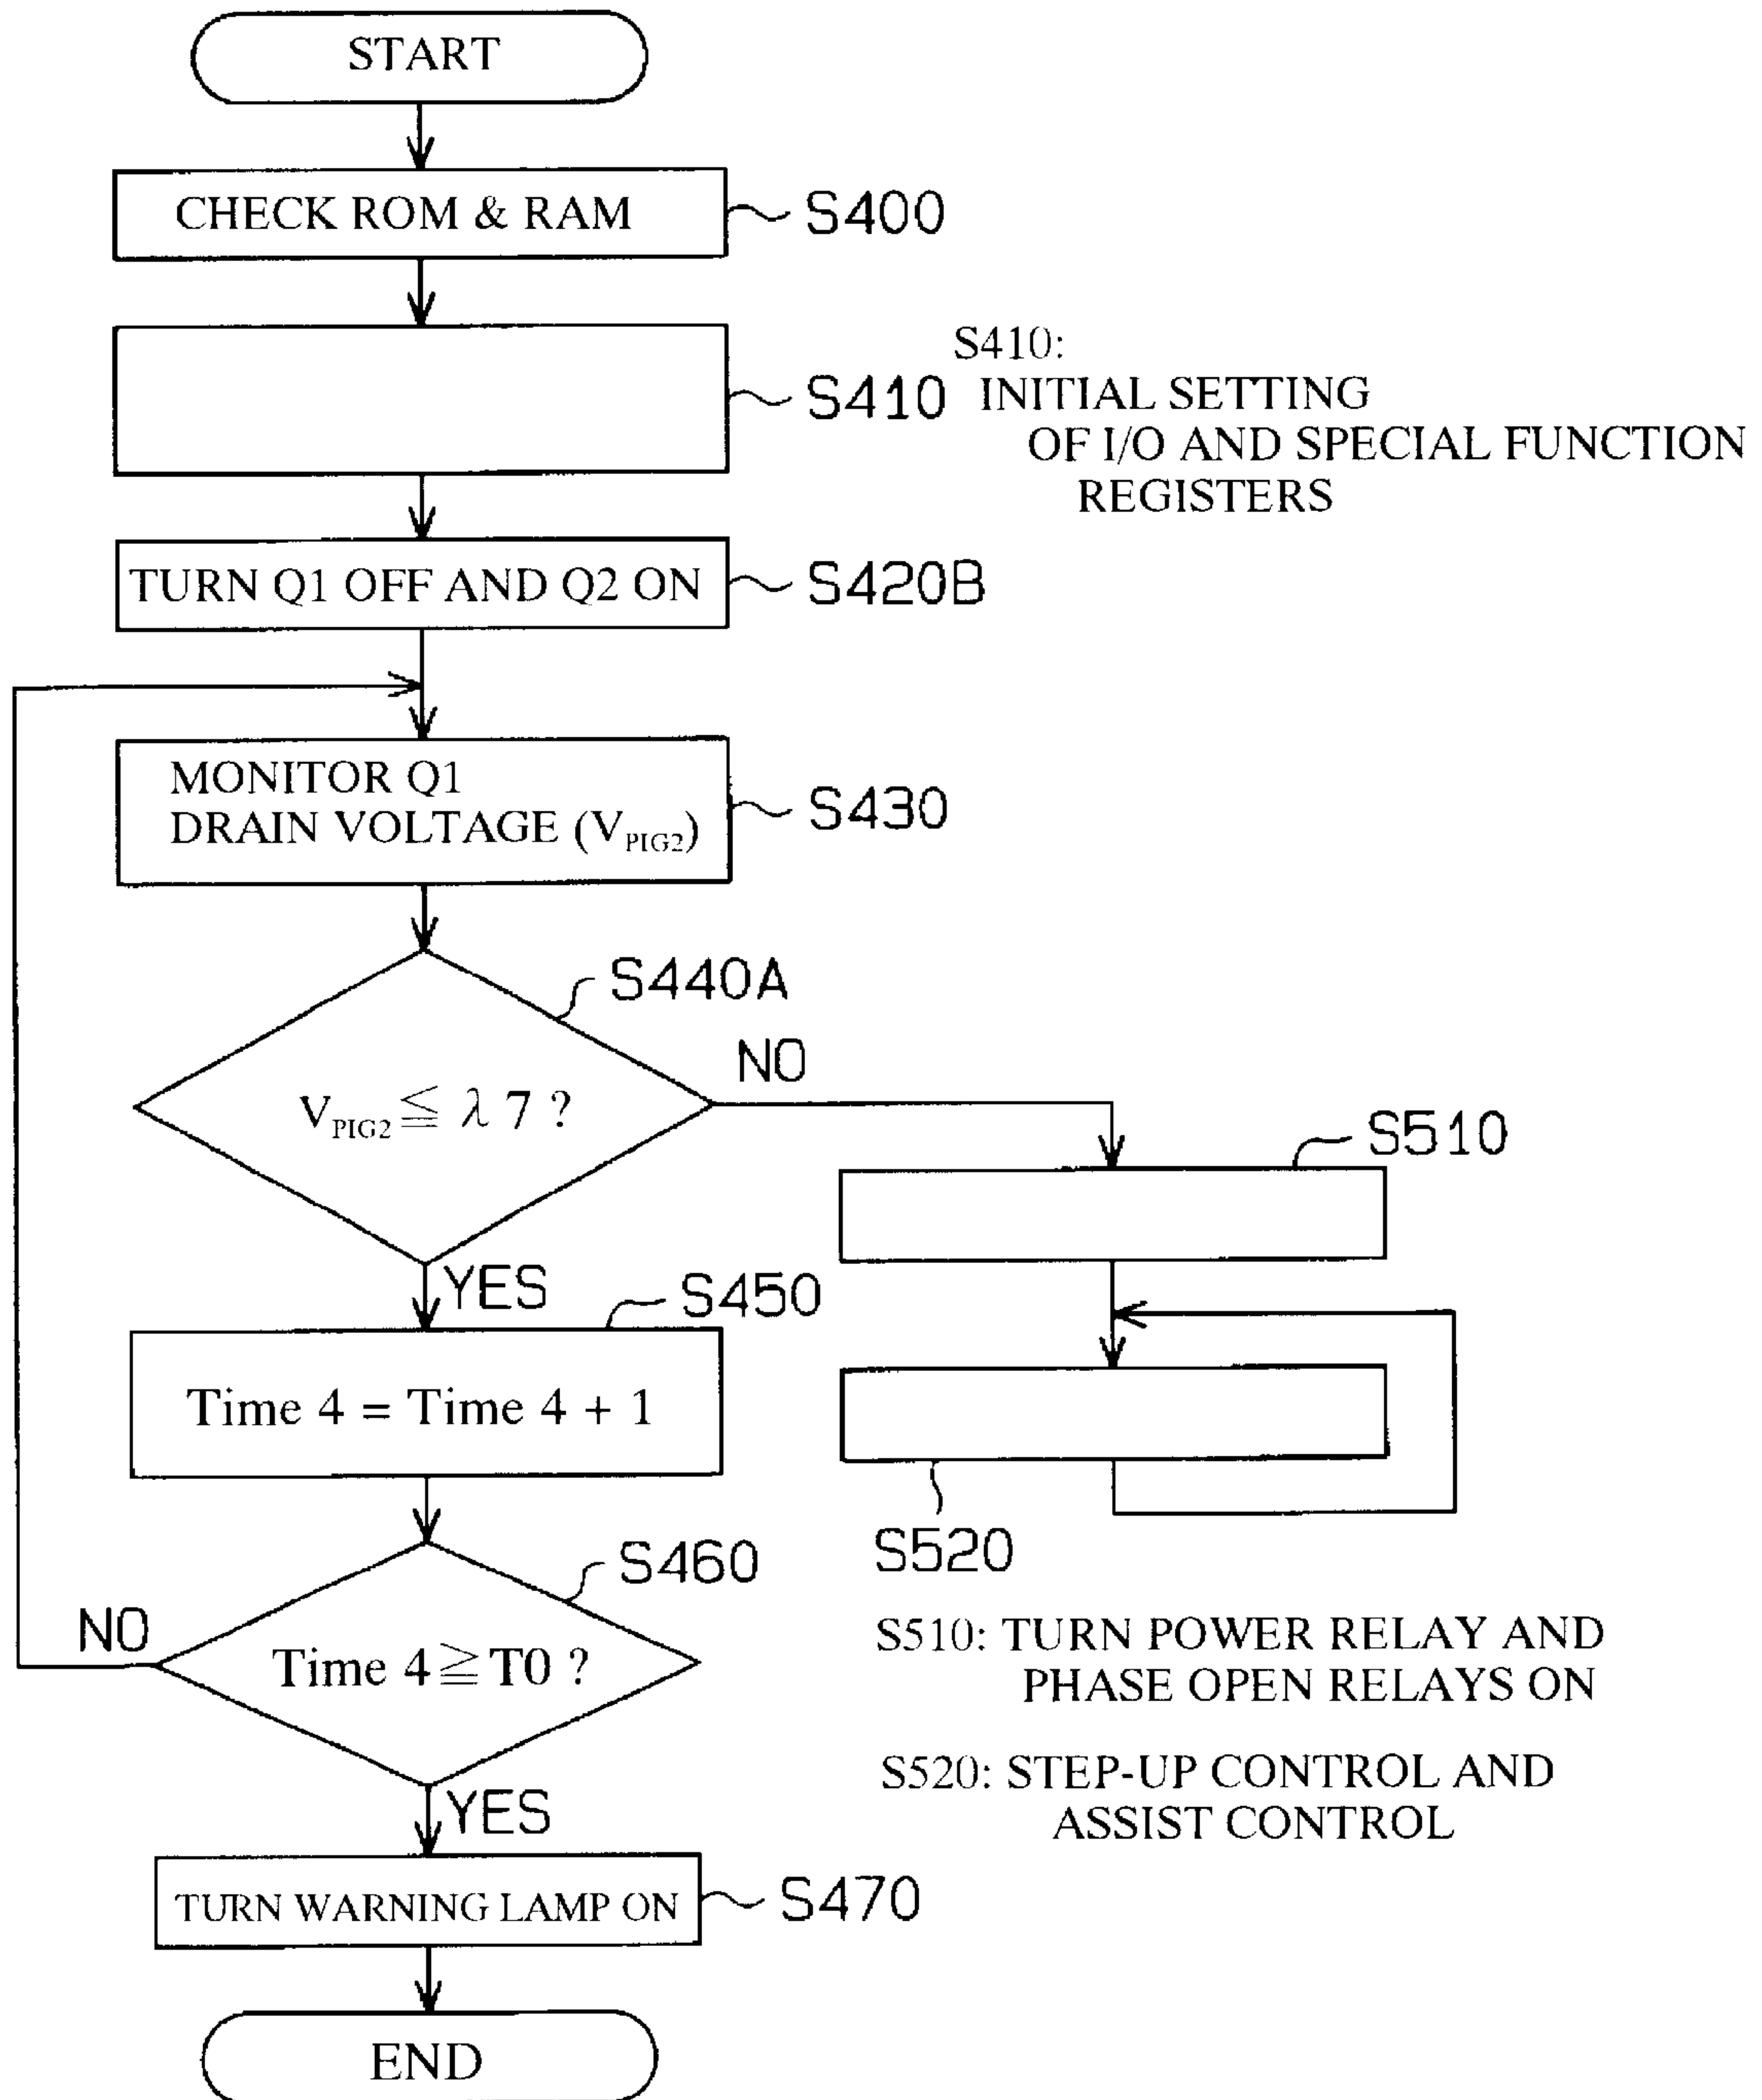 START
CHECK ROM & RAM
S400
S410
S410:
INITIAL SETTING
OF I/O AND SPECIAL FUNCTION
REGISTERS
TURN Q1 OFF AND Q2 ON
S420B
MONITOR Q1
DRAIN VOLTAGE (VPIG2)
S430
S440A
VPIG2 ≦ λ 7 ?
NO
YES
S510
S450
Time 4 = Time 4 + 1
S520
S460
NO
Time 4 ≧ T0 ?
YES
S510: TURN POWER RELAY AND
PHASE OPEN RELAYS ON
S520: STEP-UP CONTROL AND
ASSIST CONTROL
TURN WARNING LAMP ON
S470
END